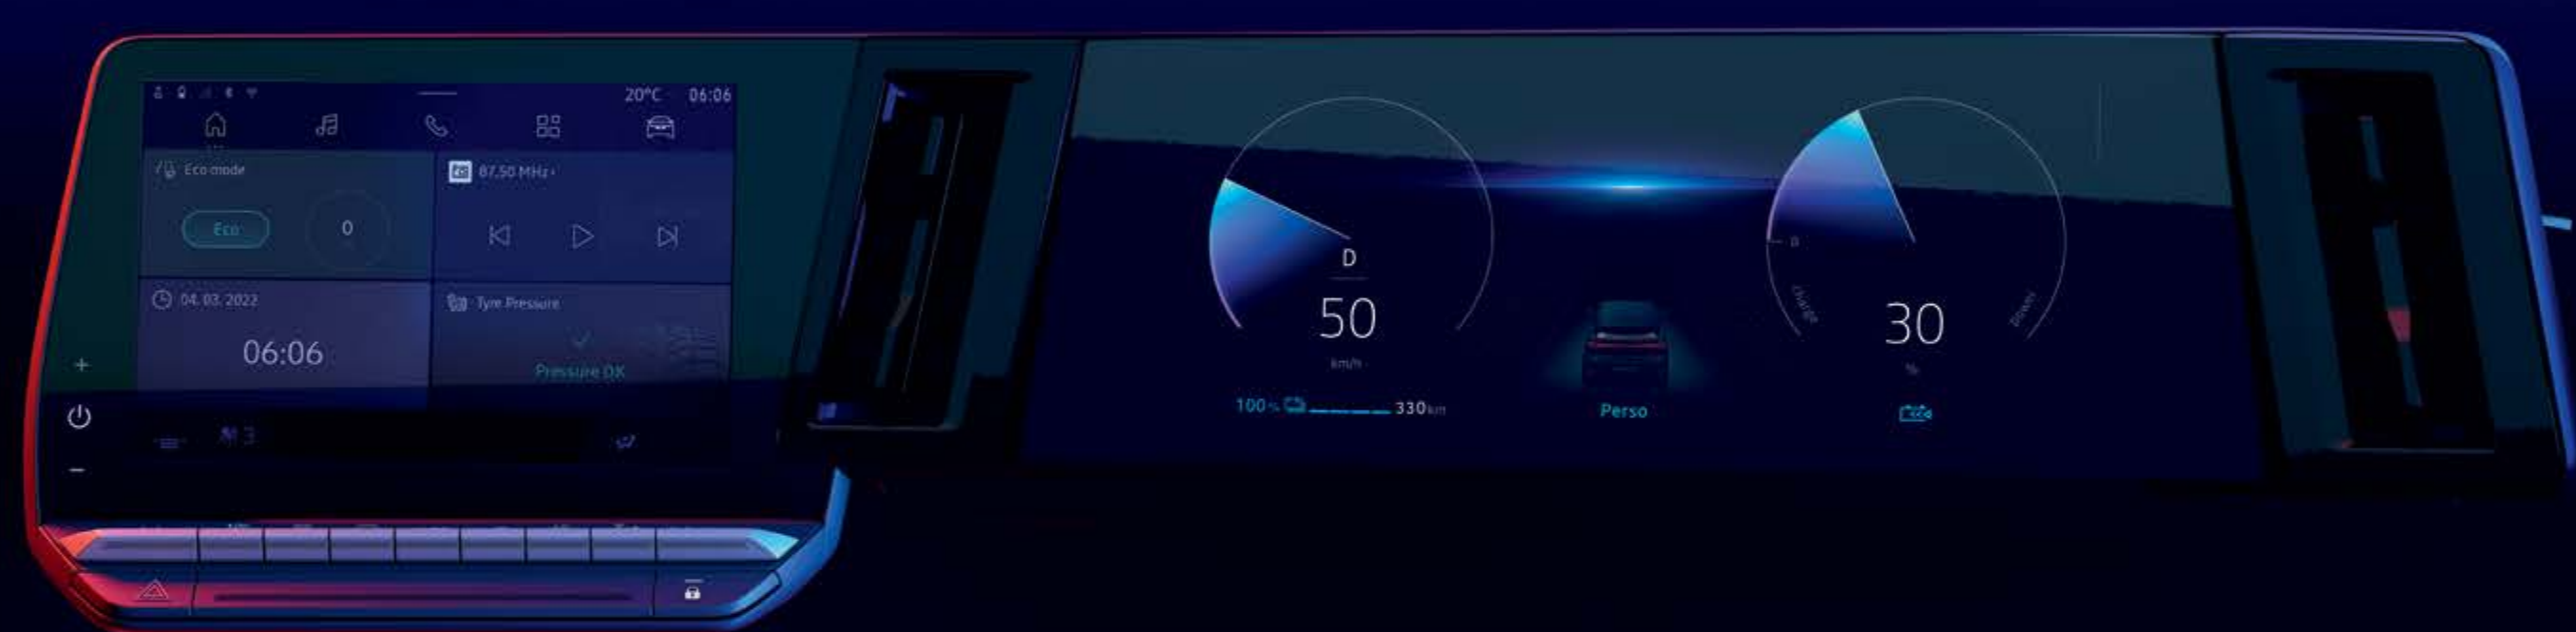 20°C 06:06
Eco mode
Eco
0
87.50 MHz
04. 03. 2022
06:06
Tyre Pressure
Pressure OK
+
−
D
50
km/h
100% 330km
Perso
0
charge
power
30
%